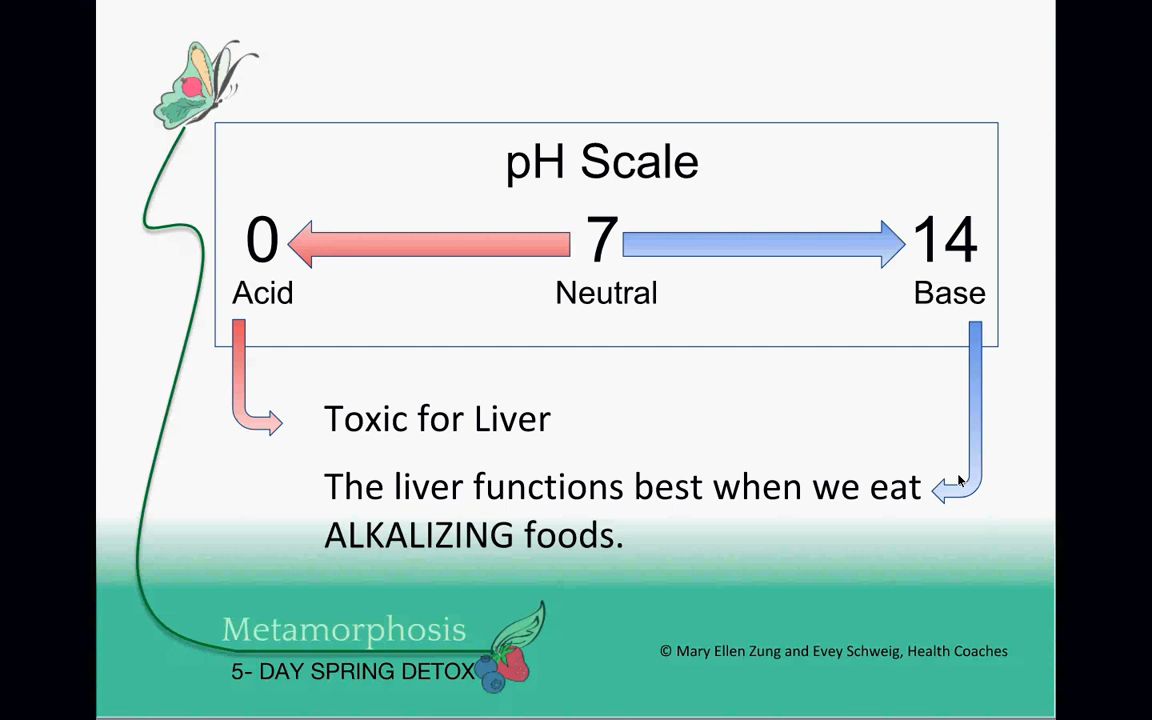 pH Scale
0 7 14
Acid Neutral Base
Toxic for Liver
The liver functions best when we eat
ALKALIZING foods.
Metamorphosis
5- DAY SPRING DETOX
© Mary Ellen Zung and Evey Schweig, Health Coaches